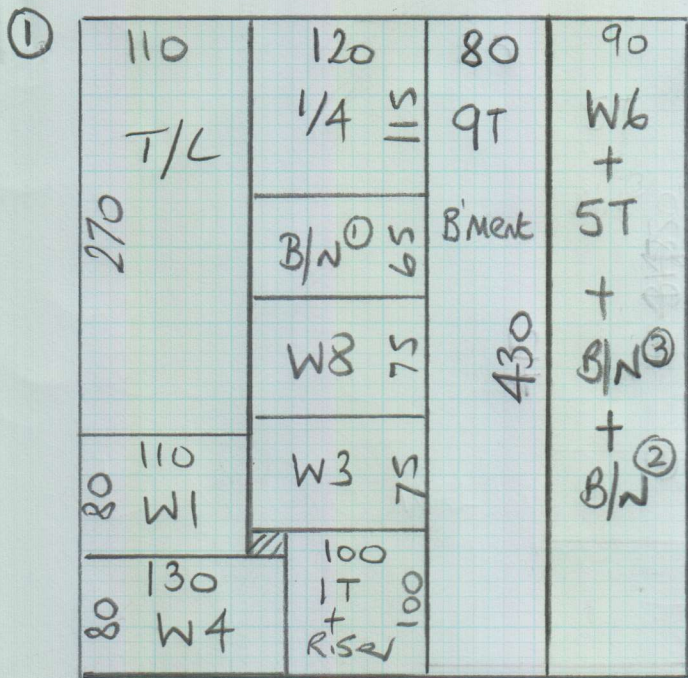 ①
110
T/L
270
110
80
W1
130
80
W4
120
1/4 115
B/N① 65
W8 75
W3 75
100
1T
+
Riser
100
80
9T
B'Ment
430
90
W6
+
5T
+
B/N③
+
B/N②